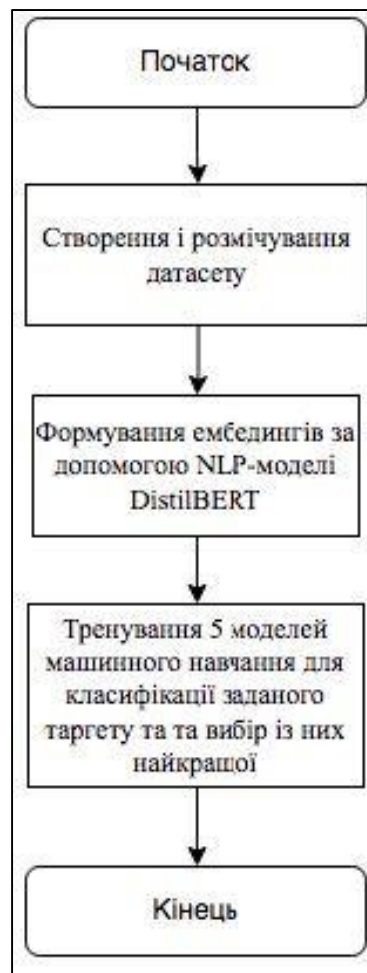 Початок
Створення і розмічування
датасету
Формування ембедингів за
допомогою NLP-моделі
DistilBERT
Тренування 5 моделей
машинного навчання для
класифікації заданого
таргету та та вибір із них
найкращої
Кінець